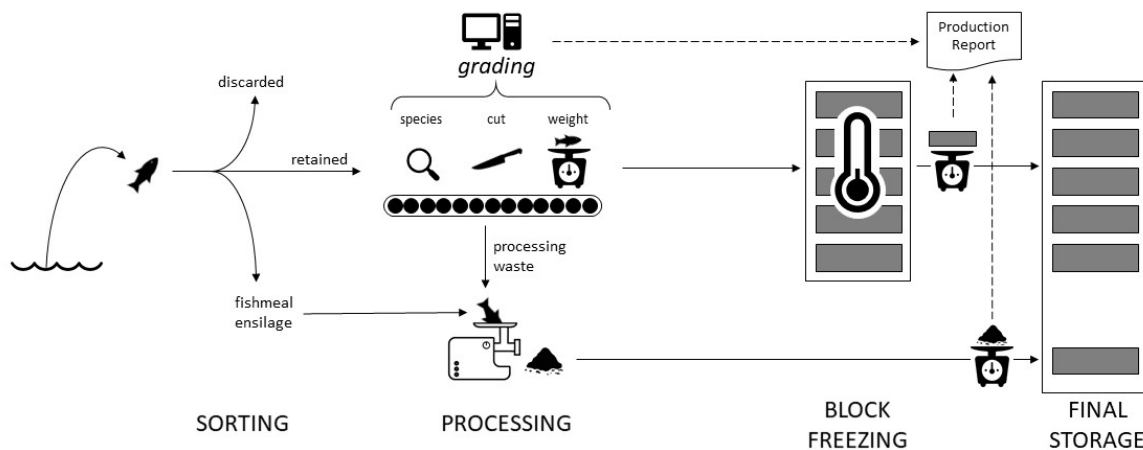 Production
Report
grading
discarded
species
cut
weight
retained
processing
waste
fishmeal
ensilage
SORTING
PROCESSING
BLOCK
FREEZING
FINAL
STORAGE